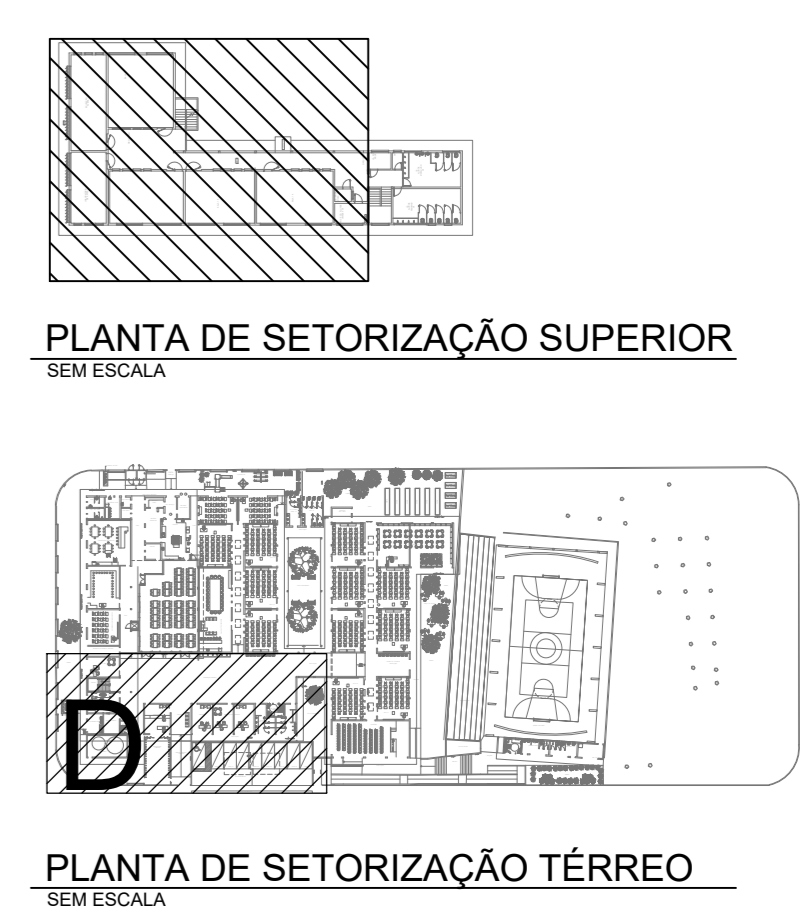 PLANTA DE SETORIZAÇÃO SUPERIOR
SEM ESCALA
D
PLANTA DE SETORIZAÇÃO TÉRREO
SEM ESCALA